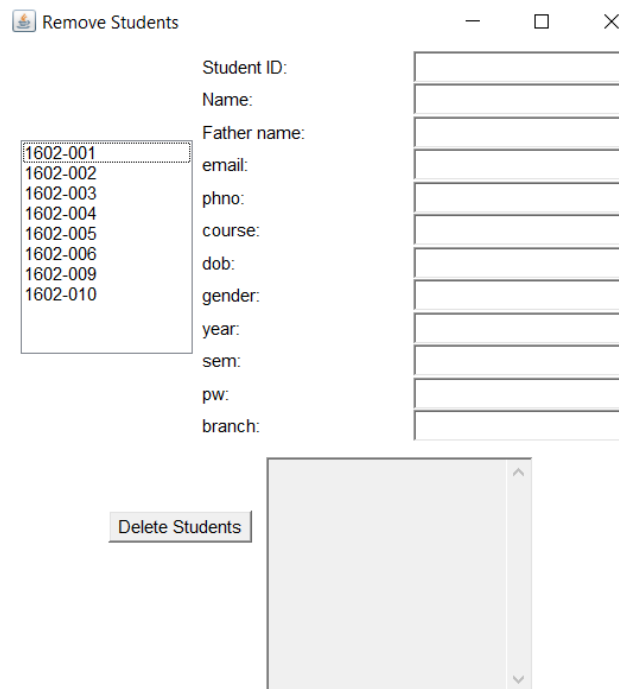 Remove Students
Student ID:
Name:
Father name:
email:
phno:
course:
dob:
gender:
year:
sem:
pw:
branch:
1602-001
1602-002
1602-003
1602-004
1602-005
1602-006
1602-009
1602-010
Delete Students